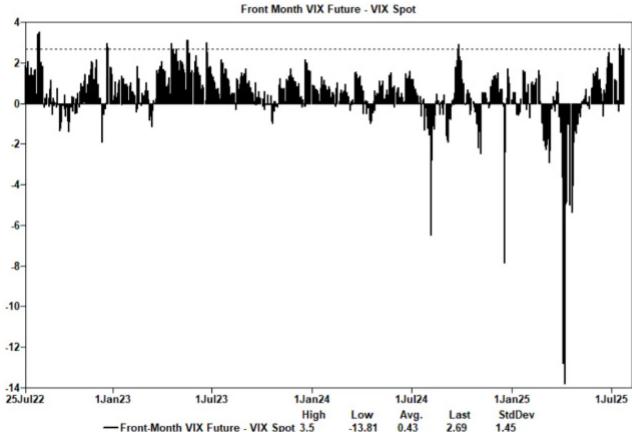 Front Month VIX Future - VIX Spot
4
2
0
-2
-4
-6
-8
-10
-12
-14
25Jul22 1Jan23 1Jul23 1Jan24 1Jul24 1Jan25 1Jul25
High Low Avg. Last StdDev
Front-Month VIX Future - VIX Spot 3.5 -13.81 0.43 2.69 1.45